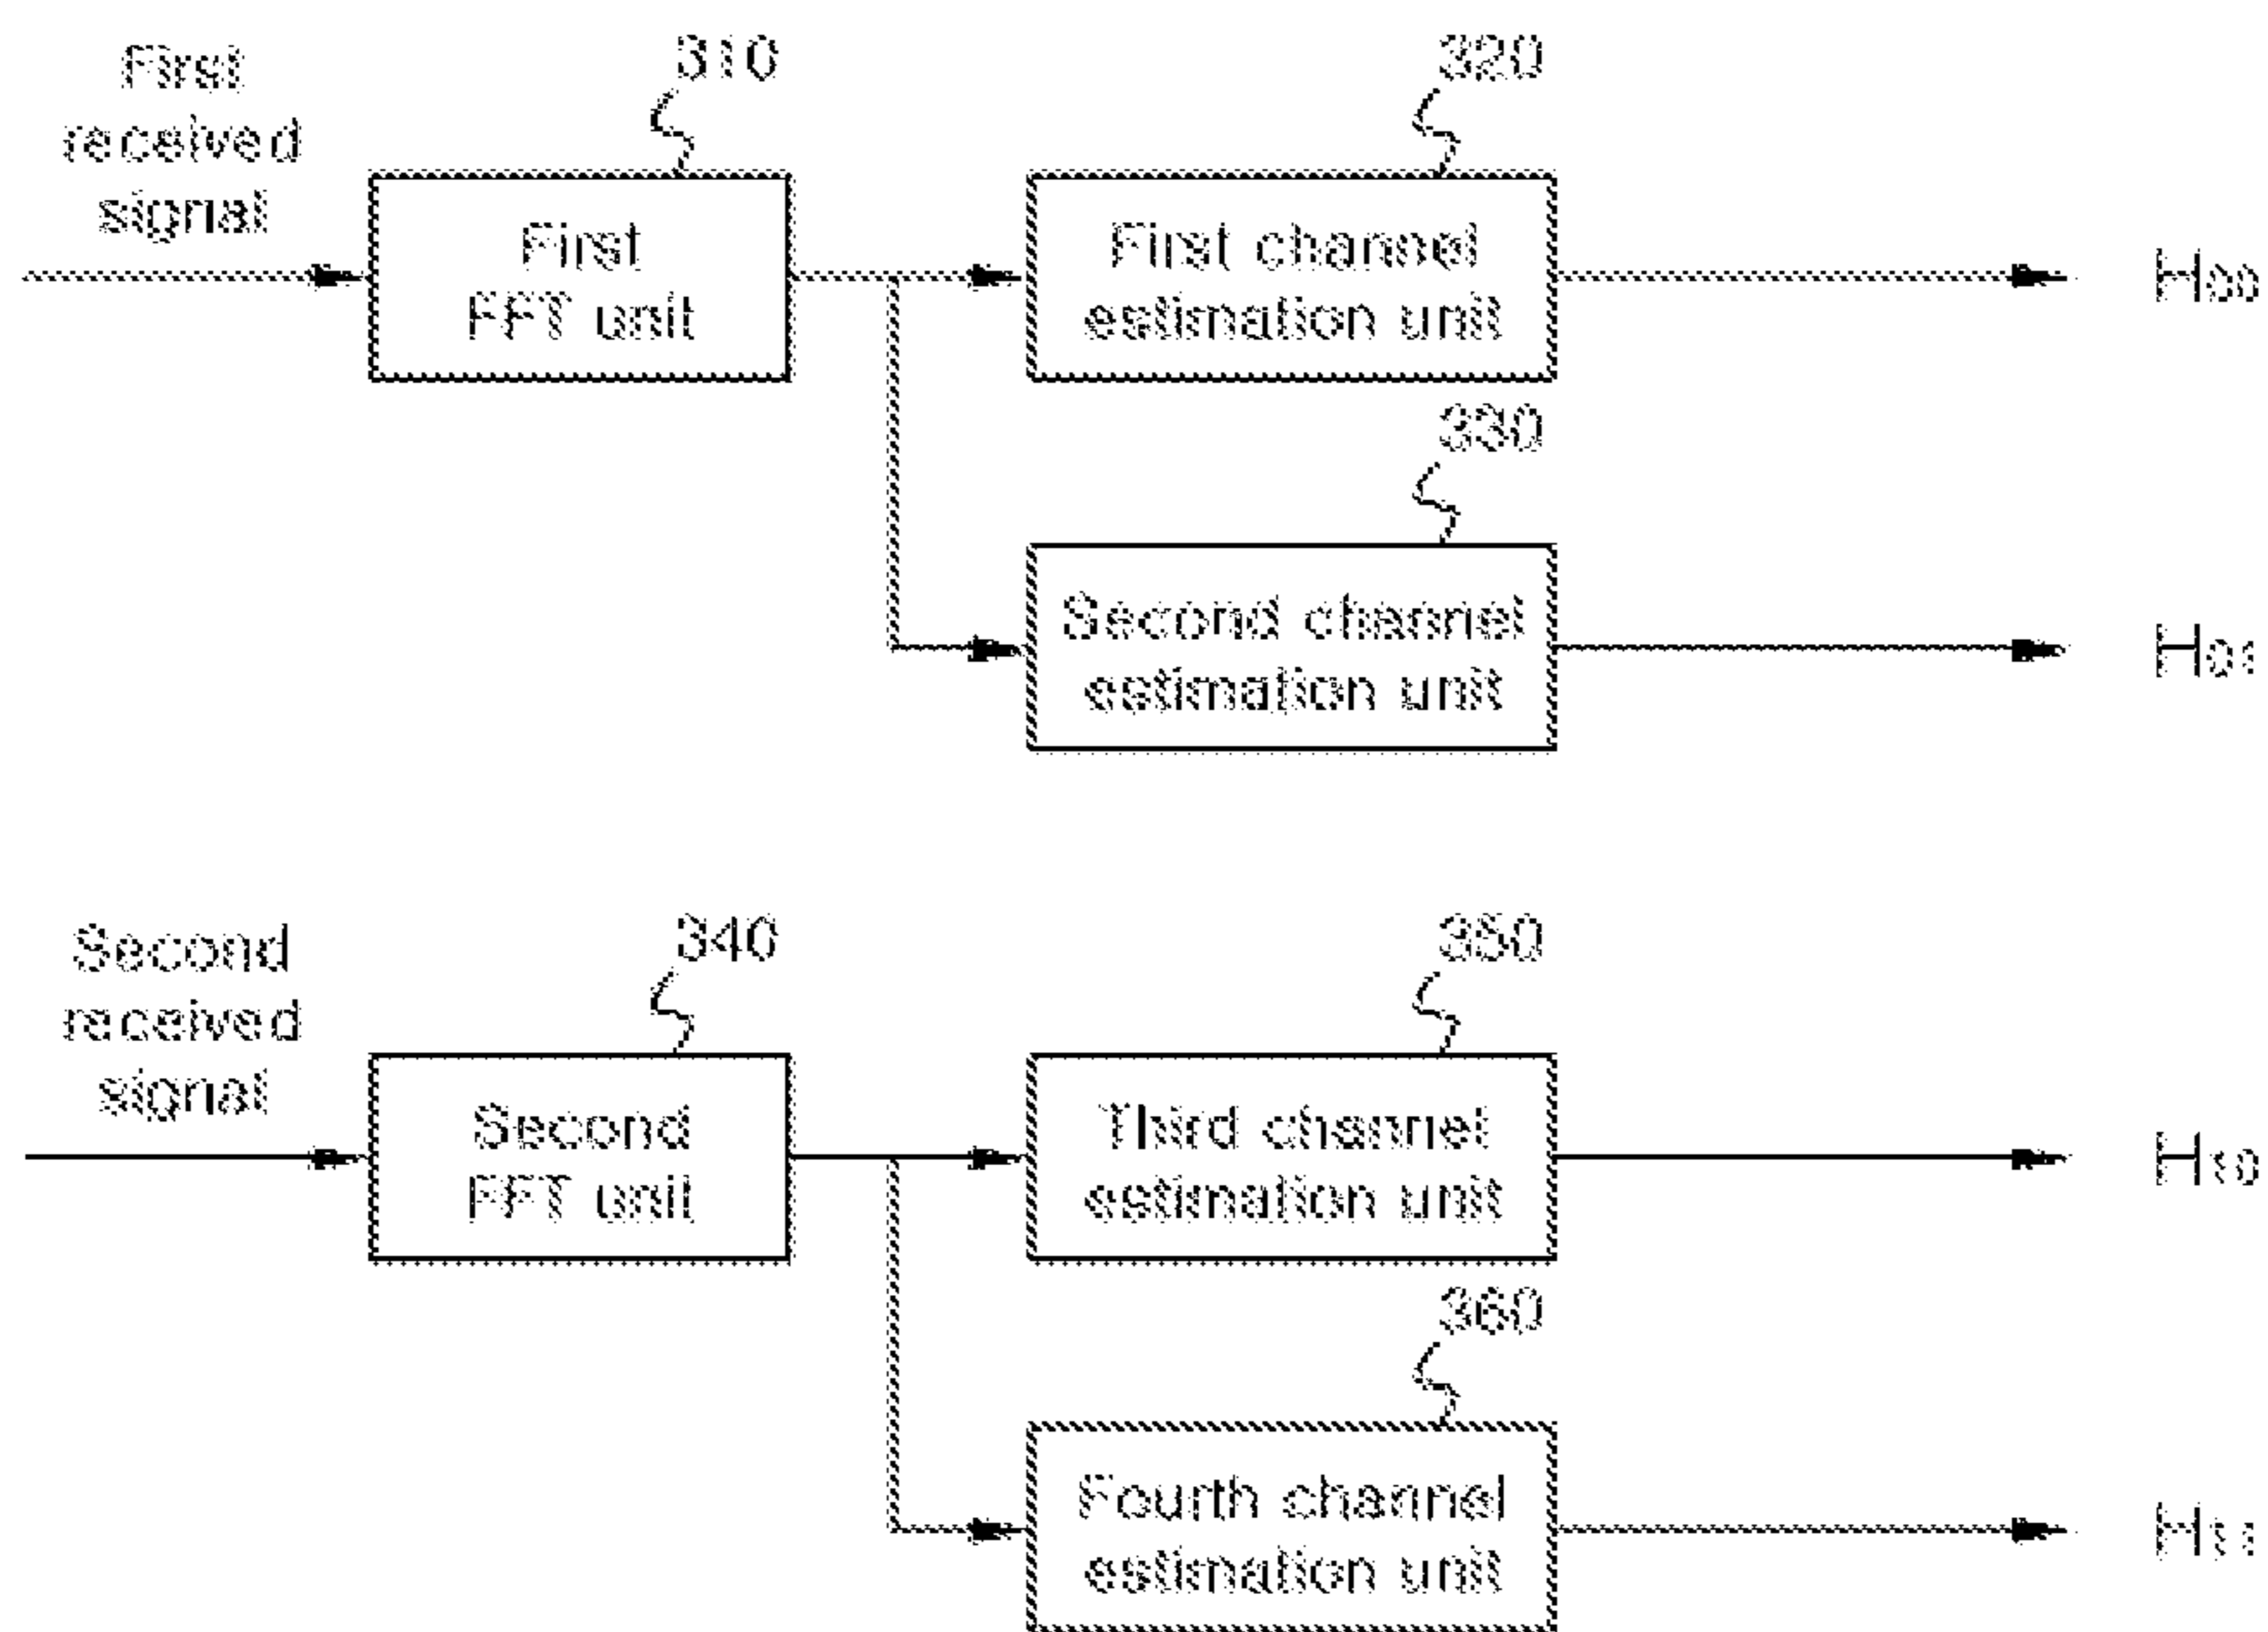 First
received
signal
310
First
FFT unit
320
First channel
estimation unit
H00
330
Second channel
estimation unit
H01
Second
received
signal
340
Second
FFT unit
350
Third channel
estimation unit
H10
360
Fourth channel
estimation unit
H11